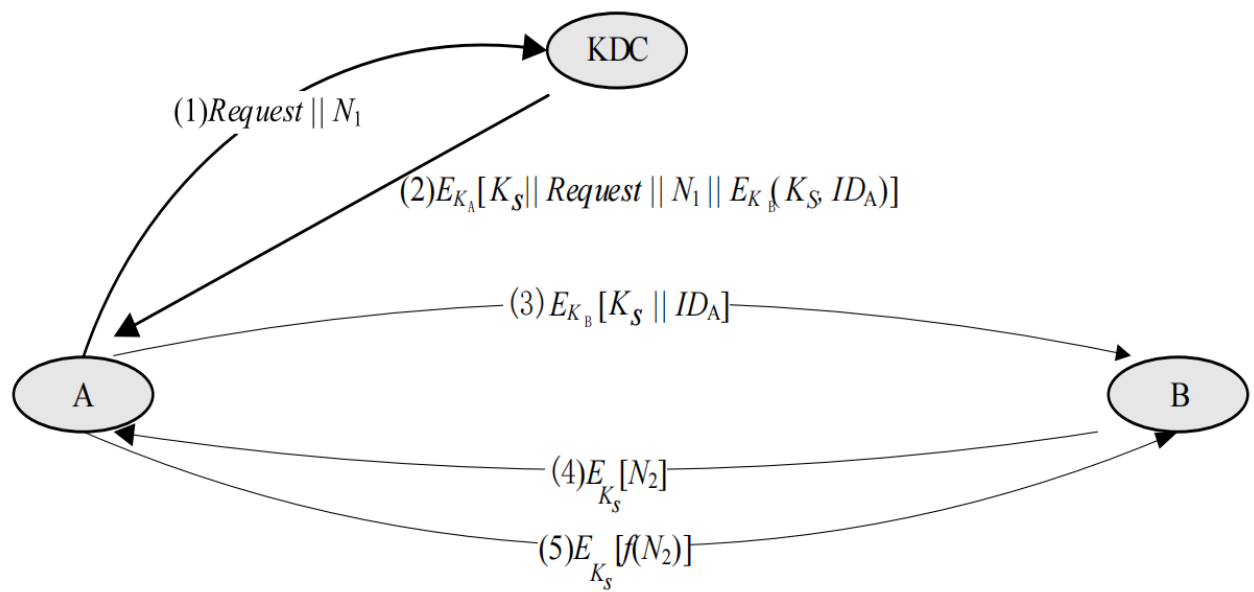 KDC
(1)Request || N1
(2)EKA[KS|| Request || N1 || EKB(KS, IDA)]
(3)EKB[KS || IDA]
A
B
(4)EKS[N2]
(5)EKS[f(N2)]